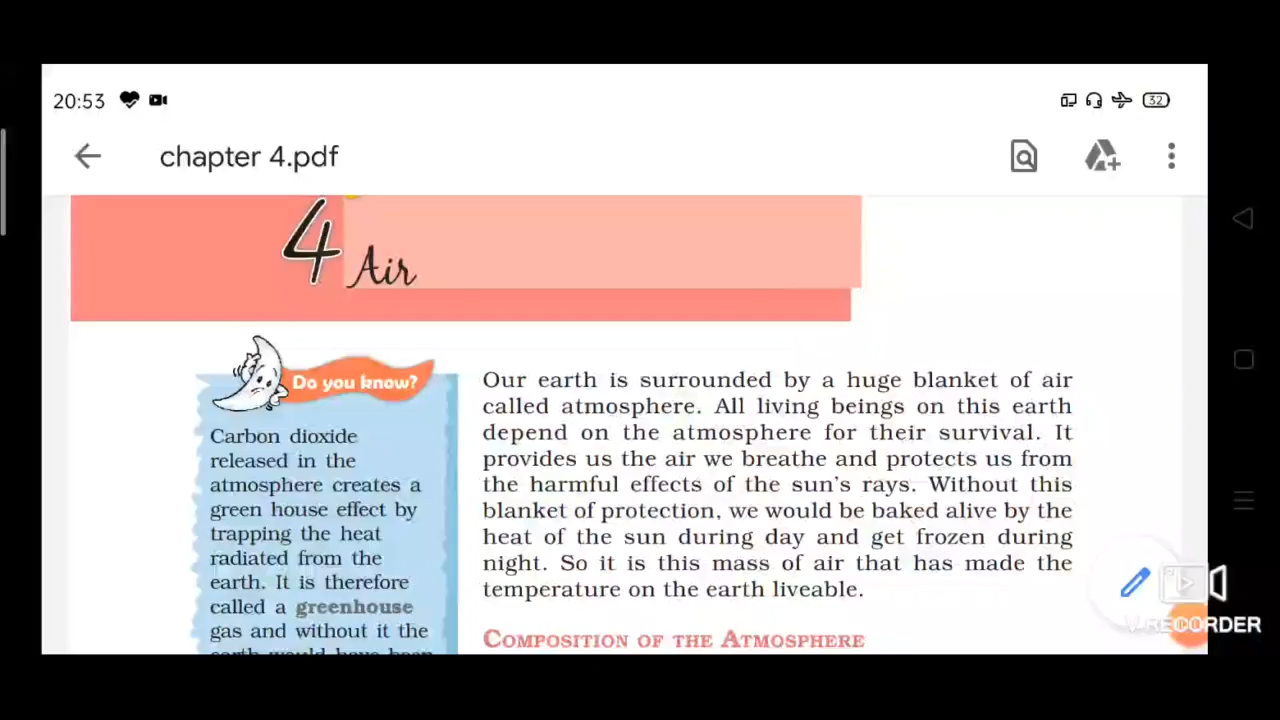 20:53
32
chapter 4.pdf
4 Air
Do you know?
Carbon dioxide
released in the
atmosphere creates a
green house effect by
trapping the heat
radiated from the
earth. It is therefore
called a greenhouse
gas and without it the
earth would have been
Our earth is surrounded by a huge blanket of air
called atmosphere. All living beings on this earth
depend on the atmosphere for their survival. It
provides us the air we breathe and protects us from
the harmful effects of the sun's rays. Without this
blanket of protection, we would be baked alive by the
heat of the sun during day and get frozen during
night. So it is this mass of air that has made the
temperature on the earth liveable.
COMPOSITION OF THE ATMOSPHERE
V RECORDER